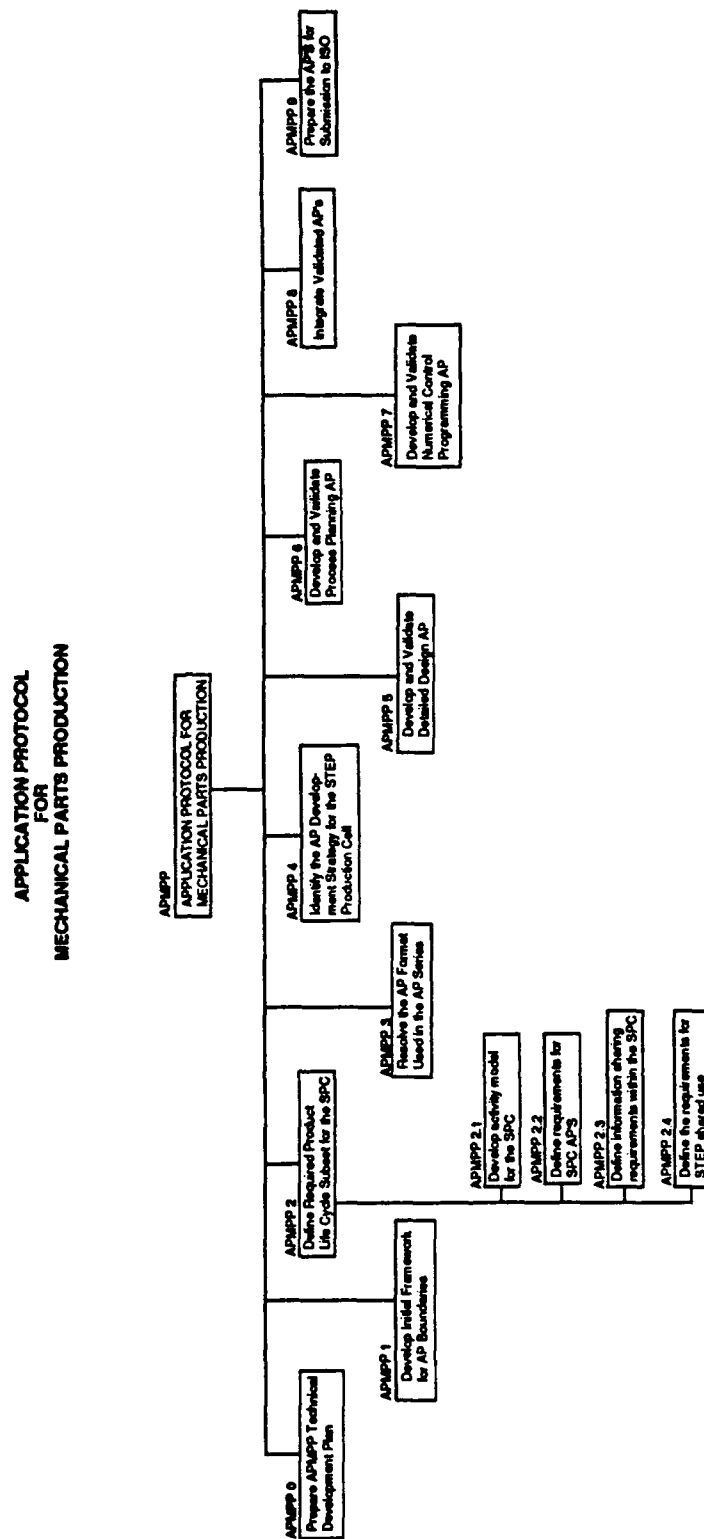 APPLICATION PROTOCOL
FOR
MECHANICAL PARTS PRODUCTION
APMPP
APPLICATION PROTOCOL FOR
MECHANICAL PARTS PRODUCTION
APMPP 0
Prepare APMPP Technical
Development Plan
APMPP 1
Develop Initial Framework
for AP Boundaries
APMPP 2
Define Required Product
Life Cycle Subset for the SPC
APMPP 2.1
Develop activity model
for the SPC
APMPP 2.2
Define requirements for
SPC AP'S
APMPP 2.3
Define information sharing
requirements within the SPC
APMPP 2.4
Define the requirements for
STEP shared use
APMPP 3
Resolve the AP Format
Used in the AP Series
APMPP 4
Identify the AP Develop-
ment Strategy for the STEP
Production Cell
APMPP 5
Develop and Validate
Detailed Design AP
APMPP 6
Develop and Validate
Process Planning AP
APMPP 7
Develop and Validate
Numerical Control
Programming AP
APMPP 8
Integrate Validated AP's
APMPP 9
Prepare the AP'S for
Submission to ISO